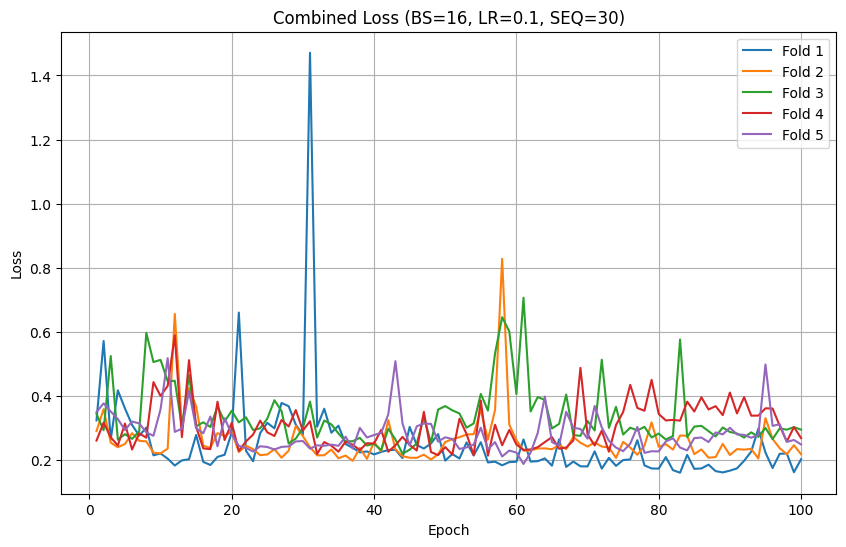 Combined Loss (BS=16, LR=0.1, SEQ=30)
Fold 1
Fold 2
Fold 3
Fold 4
Fold 5
1.4
1.2
1.0
0.8
0.6
0.4
0.2
Loss
0 20 40 60 80 100
Epoch